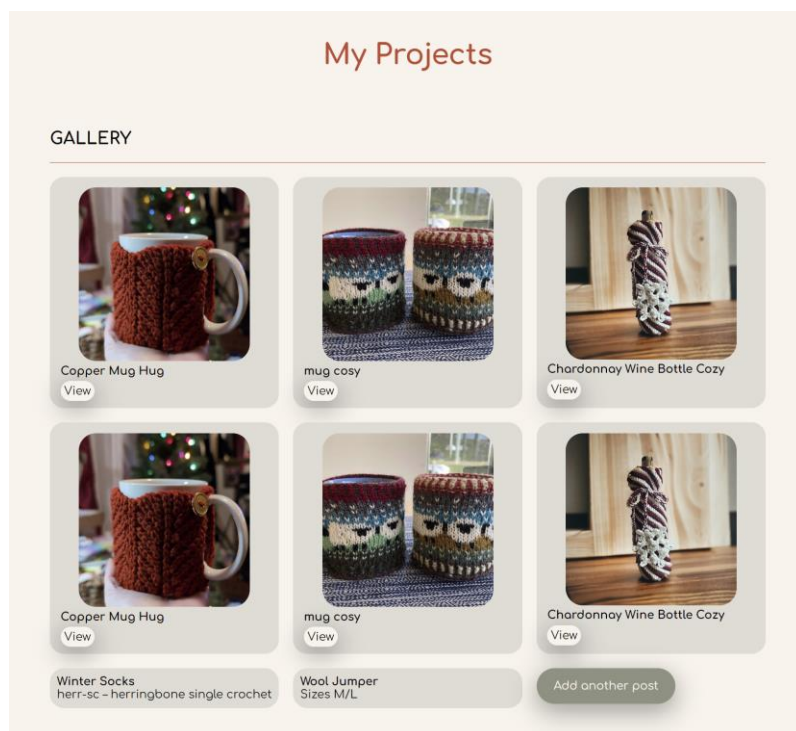 My Projects
GALLERY
Copper Mug Hug
View
mug cosy
View
Chardonnay Wine Bottle Cozy
View
Copper Mug Hug
View
mug cosy
View
Chardonnay Wine Bottle Cozy
View
Winter Socks
herr-sc – herringbone single crochet
Wool Jumper
Sizes M/L
Add another post